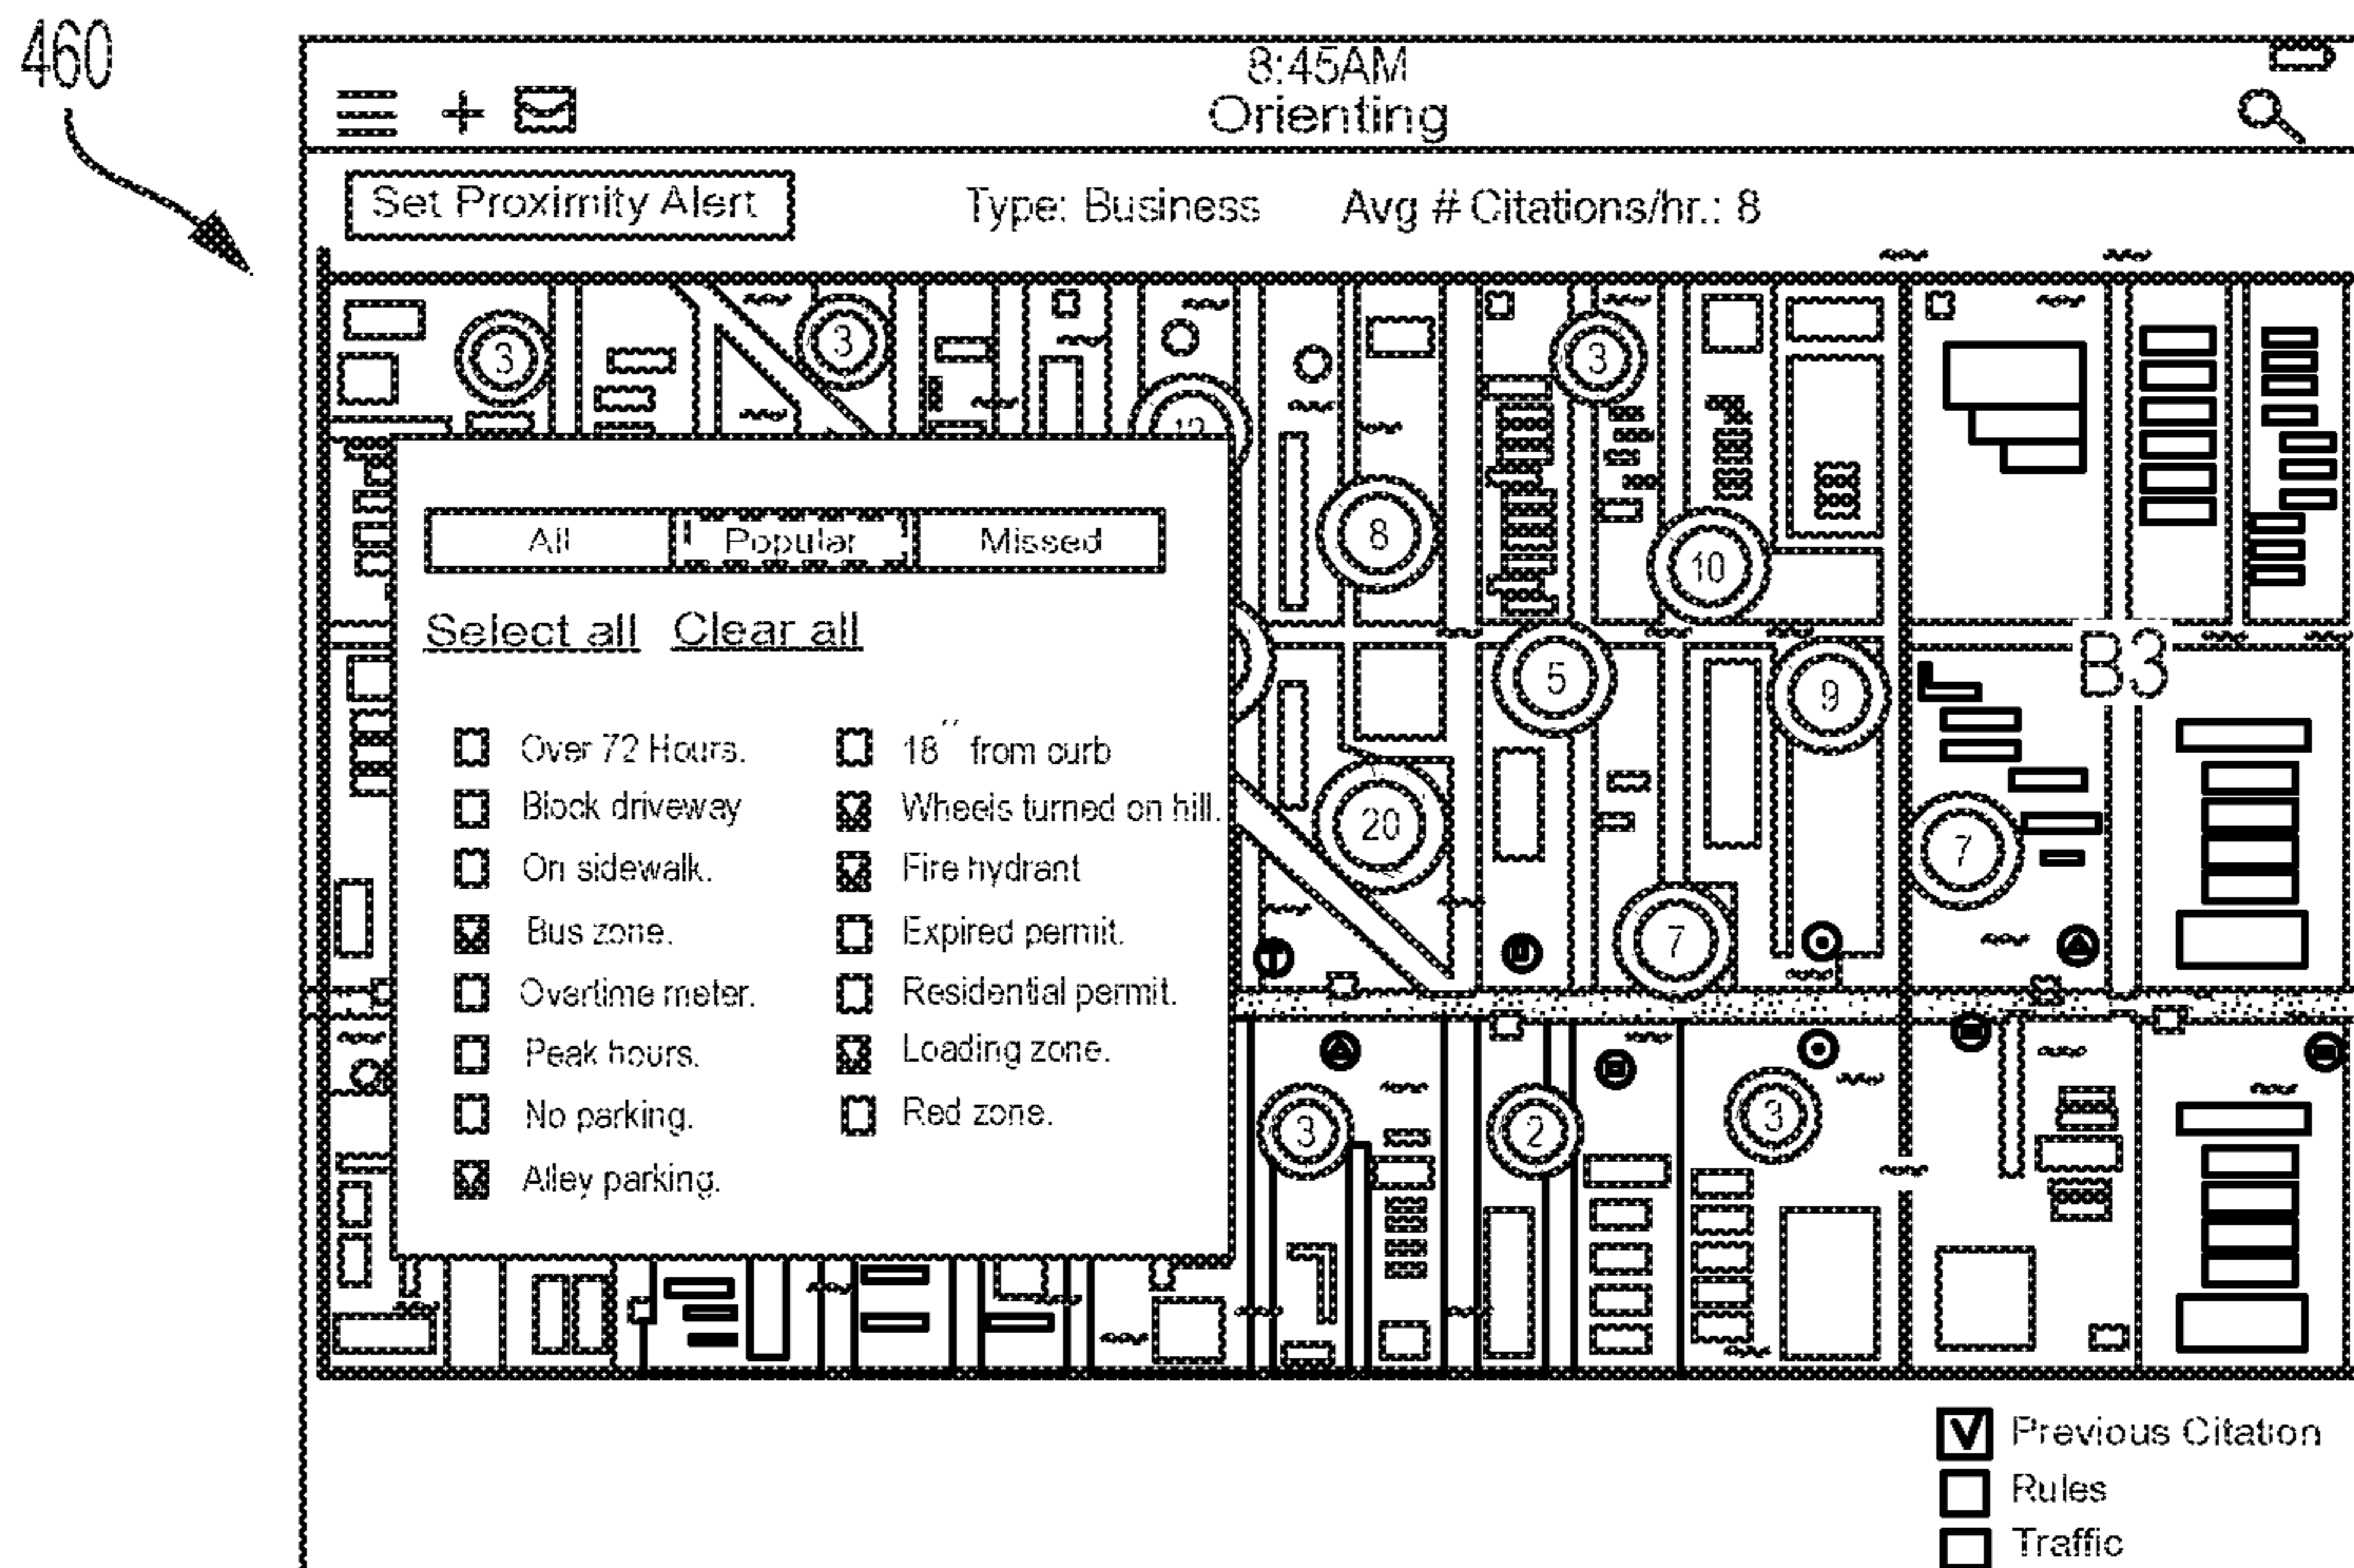 460
8:45AM
Orienting
Set Proximity Alert Type: Business Avg # Citations/hr.: 8
3 3 3
12
8 10
All Popular Missed
Select all Clear all
5 9 B3
Over 72 Hours. 18″ from curb
Block driveway Wheels turned on hill.
20 7
On sidewalk. Fire hydrant
Bus zone. Expired permit.
7
Overtime meter. Residential permit.
Peak hours. Loading zone.
No parking. Red zone.
3 2 3
Alley parking.
Previous Citation
Rules
Traffic